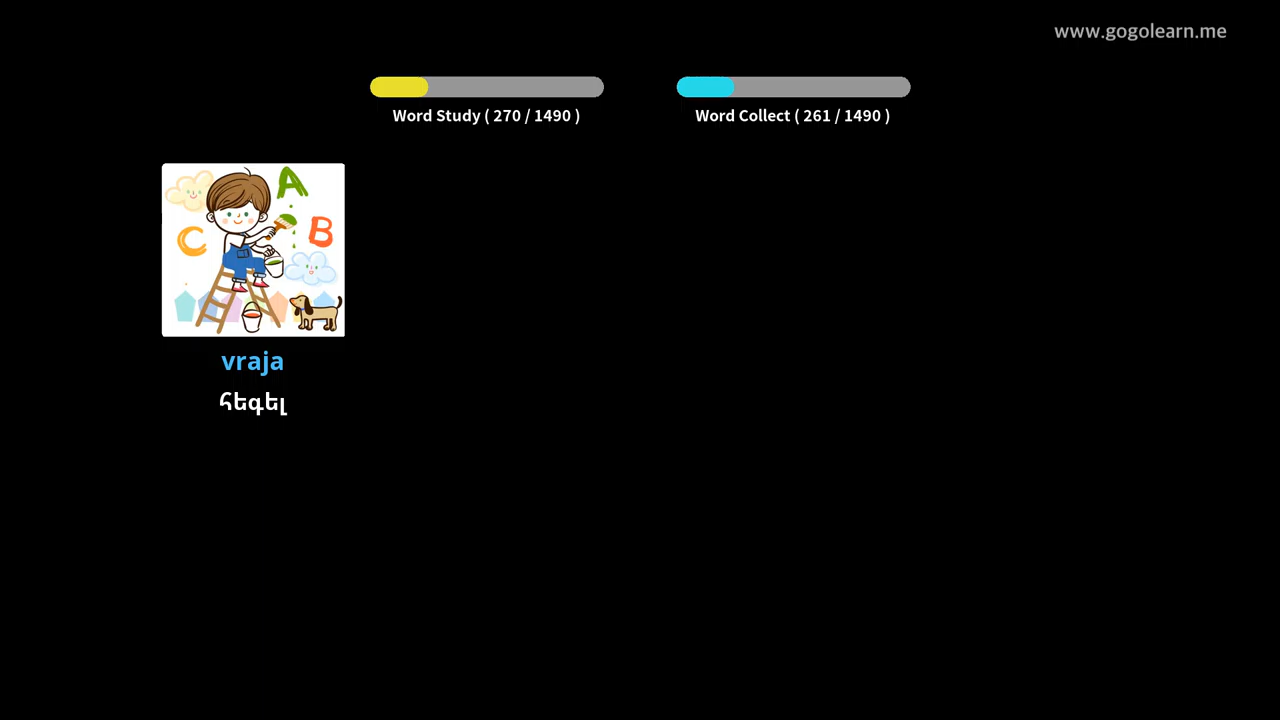 www.gogolearn.me
Word Study ( 270 / 1490 )
Word Collect ( 261 / 1490 )
A
B
C
vraja
հեգել